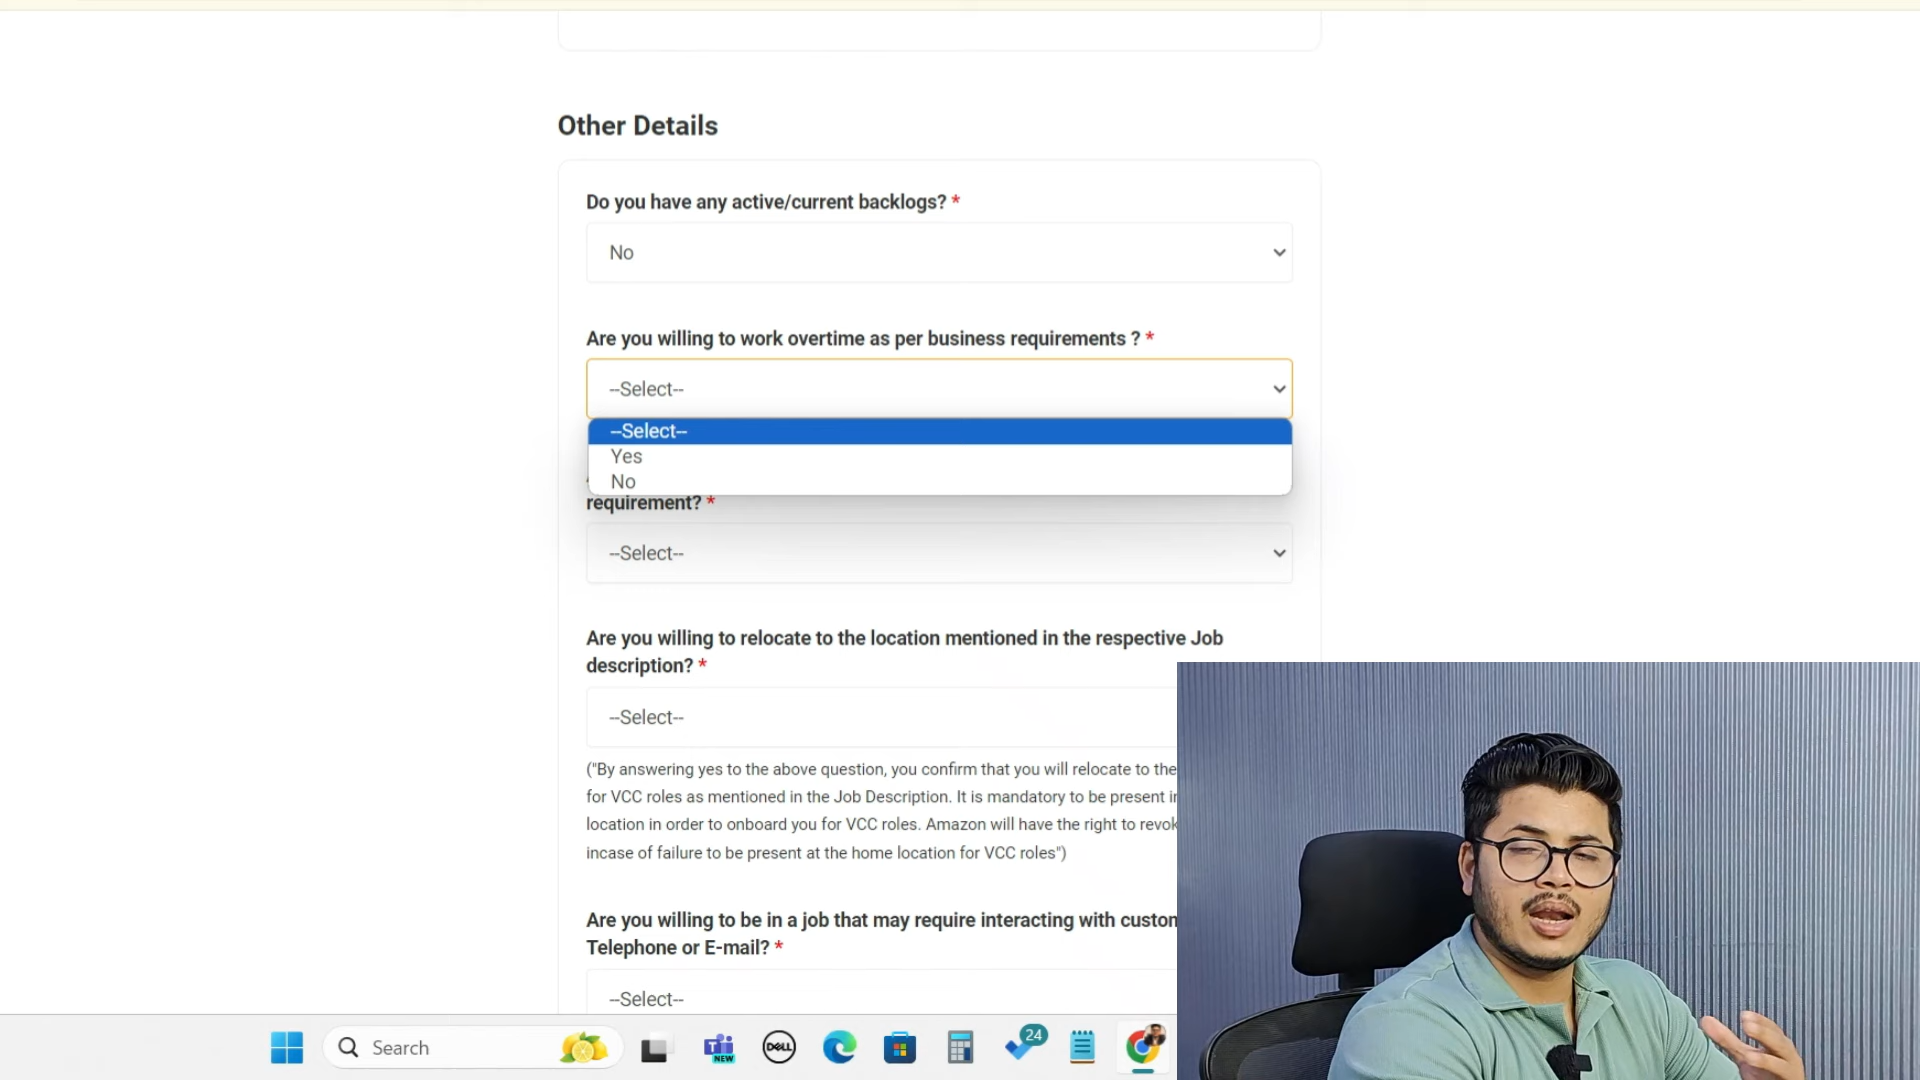 Other Details
Do you have any active/current backlogs? *
No
Are you willing to work overtime as per business requirements ? *
--Select--
--Select--
Yes
No
requirement? *
--Select--
Are you willing to relocate to the location mentioned in the respective Job
description? *
--Select--
("By answering yes to the above question, you confirm that you will relocate to the
for VCC roles as mentioned in the Job Description. It is mandatory to be present
location in order to onboard you for VCC roles. Amazon will have the right to
incase of failure to be present at the home location for VCC roles")
Are you willing to be in a job that may require interacting with
Telephone or E-mail? *
--Select--
Search
T
NEW
DELL
24